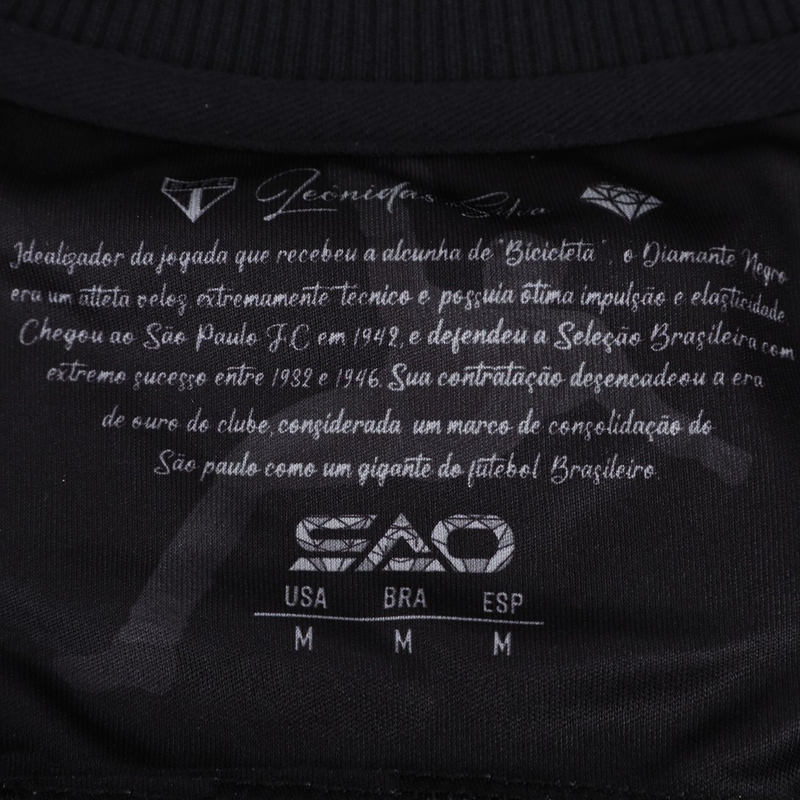 Leônidas Silva
Idealizador da jogada que recebeu a alcunha de "Bicicleta", o Diamante Negro
era um atleta veloz extremamente técnico e possuia ótima impulsão e elasticidade.
Chegou ao São Paulo F.C em 1942, e defendeu a Seleção Brasileira com
extremo sucesso entre 1932 e 1946. Sua contratação desencadeou a era
de ouro do clube, considerada um marco de consolidação do
São paulo como um gigante do futebol Brasileiro.
SAO
USA BRA ESP
M M M